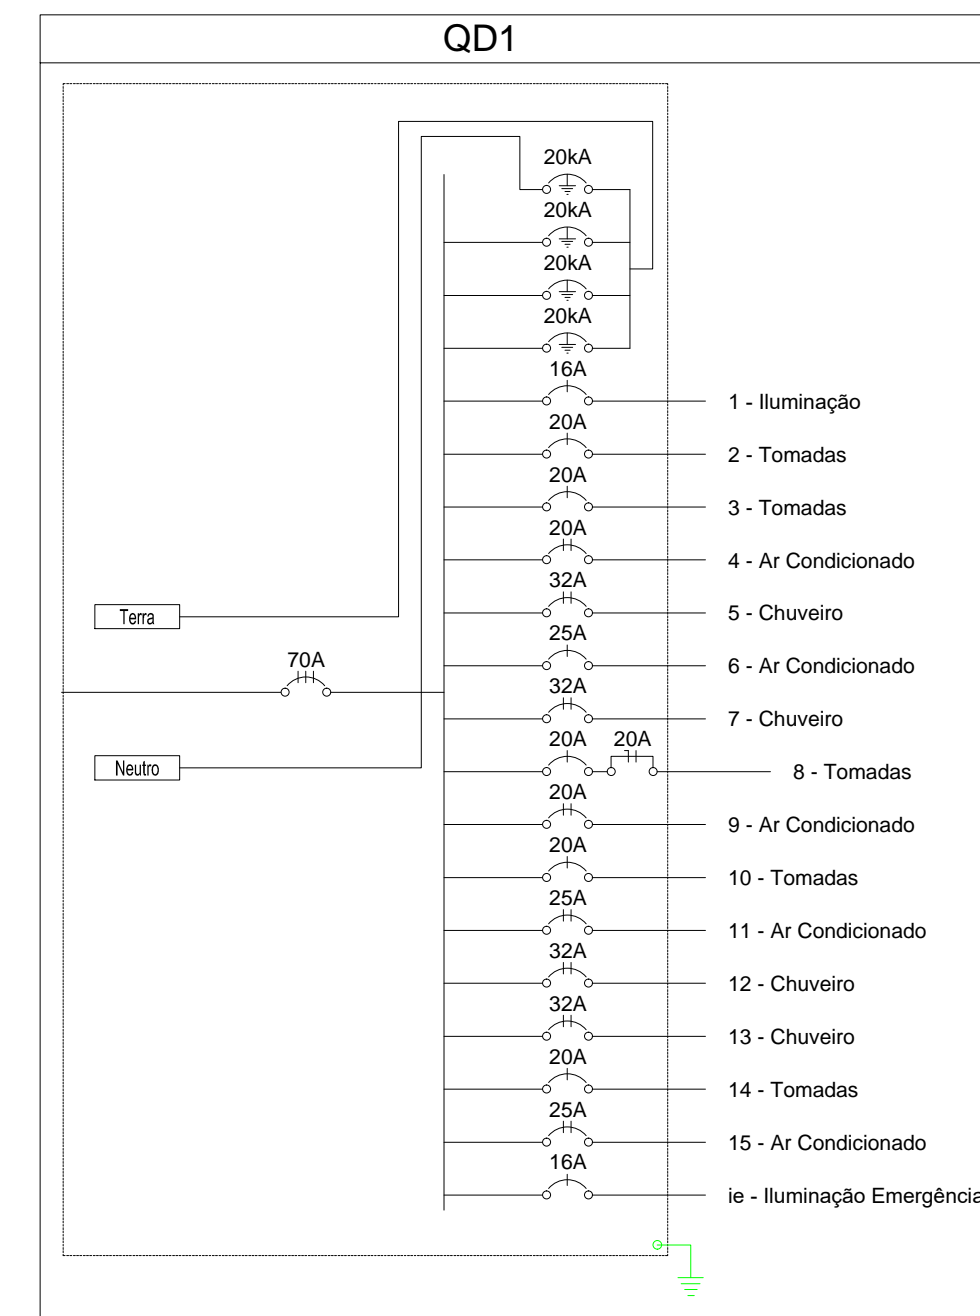 QD1
20kA
20kA
20kA
20kA
16A
1 - Iluminação
20A
2 - Tomadas
20A
3 - Tomadas
20A
4 - Ar Condicionado
32A
5 - Chuveiro
Terra
25A
6 - Ar Condicionado
70A
32A
7 - Chuveiro
20A 20A
8 - Tomadas
Neutro
20A
9 - Ar Condicionado
20A
10 - Tomadas
25A
11 - Ar Condicionado
32A
12 - Chuveiro
32A
13 - Chuveiro
20A
14 - Tomadas
25A
15 - Ar Condicionado
16A
ie - Iluminação Emergência